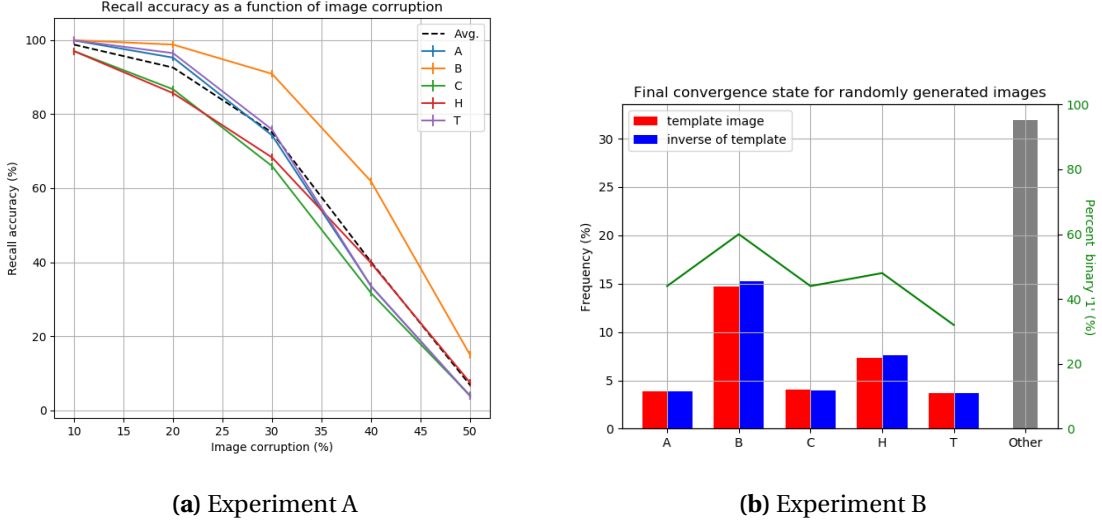 Recall accuracy as a function of image corruption
Recall accuracy (%)
100
80
60
40
20
0
Avg.
A
B
C
H
T
10 15 20 25 30 35 40 45 50
Image corruption (%)
(a) Experiment A
Final convergence state for randomly generated images
Frequency (%)
30
25
20
15
10
5
0
template image
inverse of template
100
80
60
40
20
0
Percent binary '1' (%)
A B C H T Other
(b) Experiment B